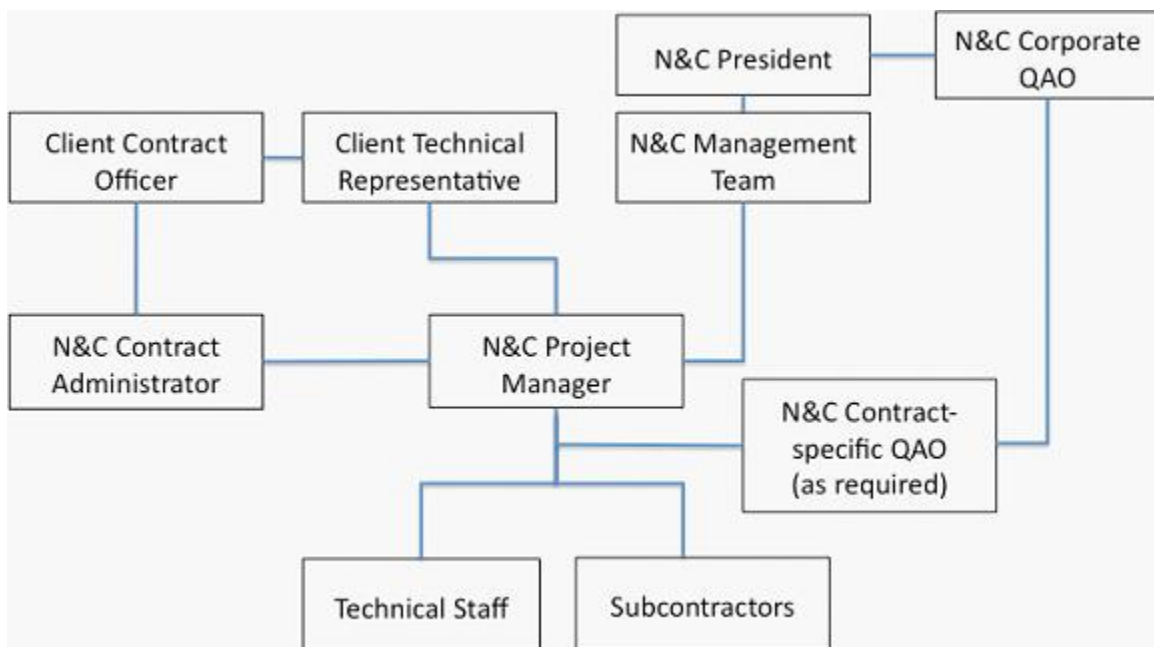 N&C President
N&C Corporate
QAO
Client Contract
Officer
Client Technical
Representative
N&C Management
Team
N&C Contract
Administrator
N&C Project
Manager
N&C Contract-
specific QAO
(as required)
Technical Staff
Subcontractors